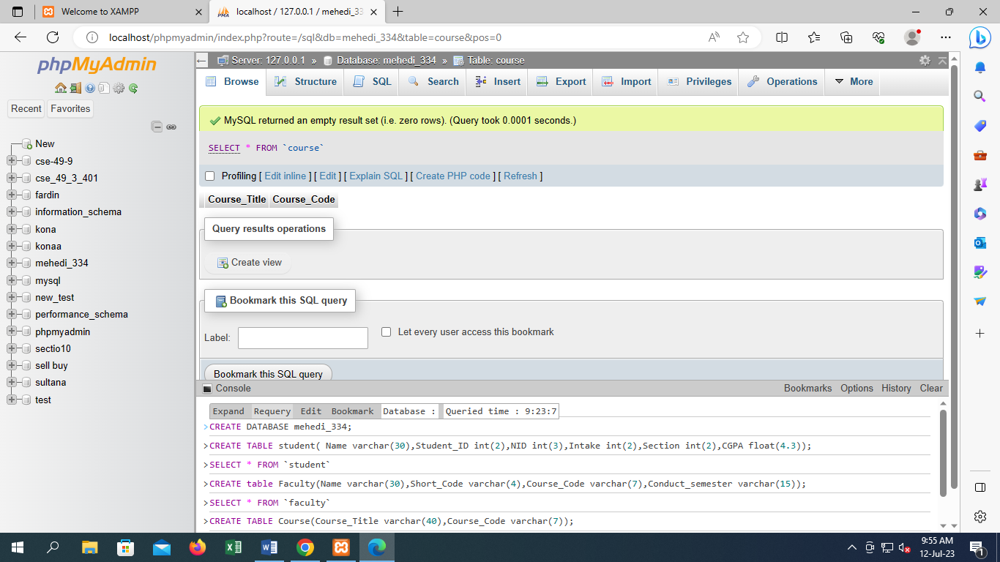 Welcome to XAMPP
localhost / 127.0.0.1 / mehedi_33
localhost/phpmyadmin/index.php?route=/sql&db=mehedi_334&table=course&pos=0
phpMyAdmin
Recent Favorites
New
cse-49-9
cse_49_3_401
fardin
information_schema
kona
konaa
mehedi_334
mysql
new_test
performance_schema
phpmyadmin
sectio10
sell buy
sultana
test
Server: 127.0.0.1 » Database: mehedi_334 » Table: course
Browse Structure SQL Search Insert Export Import Privileges Operations More
MySQL returned an empty result set (i.e. zero rows). (Query took 0.0001 seconds.)
SELECT * FROM `course`
Profiling [ Edit inline ] [ Edit ] [ Explain SQL ] [ Create PHP code ] [ Refresh ]
Course_Title Course_Code
Query results operations
Create view
Bookmark this SQL query
Label: Let every user access this bookmark
Bookmark this SQL query
Console Bookmarks Options History Clear
Expand Requery Edit Bookmark Database : Queried time : 9:23:7
>CREATE DATABASE mehedi_334;
>CREATE TABLE student( Name varchar(30),Student_ID int(2),NID int(3),Intake int(2),Section int(2),CGPA float(4.3));
>SELECT * FROM `student`
>CREATE table Faculty(Name varchar(30),Short_Code varchar(4),Course_Code varchar(7),Conduct_semester varchar(15));
>SELECT * FROM `faculty`
>CREATE TABLE Course(Course_Title varchar(40),Course_Code varchar(7));
9:55 AM
12-Jul-23
1